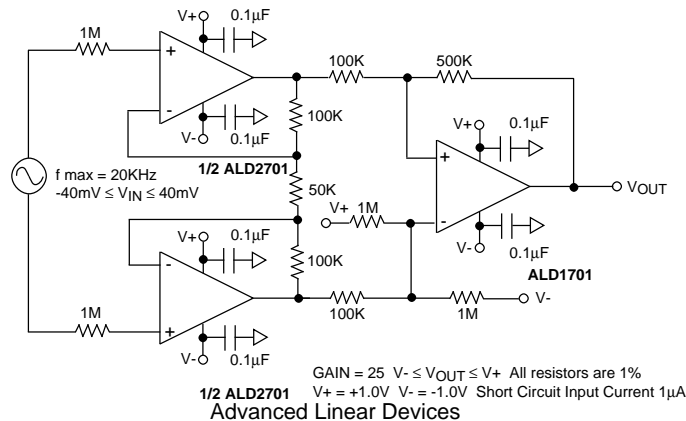 V+
0.1µF
1M
+
-
100K
500K
0.1µF
V-
100K
V+
0.1µF
1/2 ALD2701
f max = 20KHz
-40mV ≤ VIN ≤ 40mV
50K
+
-
VOUT
V+
1M
V+
0.1µF
V-
0.1µF
-
+
100K
ALD1701
1M
100K
1M
V-
V-
0.1µF
GAIN = 25 V- ≤ VOUT ≤ V+ All resistors are 1%
1/2 ALD2701
V+ = +1.0V V- = -1.0V Short Circuit Input Current 1µA
Advanced Linear Devices